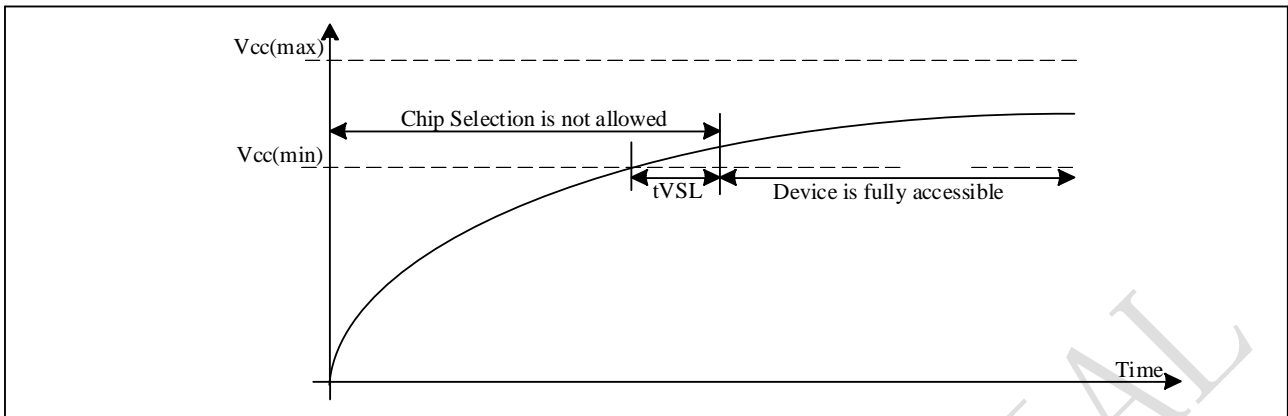 Vcc(max)
Chip Selection is not allowed
Vcc(min)
tVSL
Device is fully accessible
Time